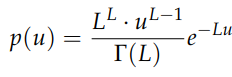 p(u) = \frac{L^L \cdot u^{L-1}}{\Gamma(L)} e^{-Lu}